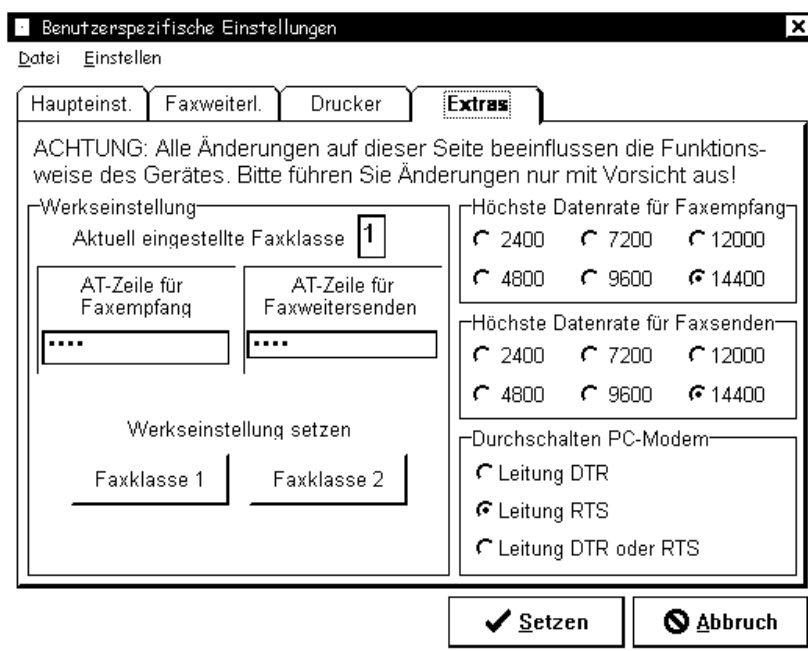 Benutzerspezifische Einstellungen
Datei Einstellen
Haupteinst. Faxweiterl. Drucker Extras
ACHTUNG: Alle Änderungen auf dieser Seite beeinflussen die Funktions-
weise des Gerätes. Bitte führen Sie Änderungen nur mit Vorsicht aus!
Werkseinstellung
Aktuell eingestellte Faxklasse 1
AT-Zeile für
Faxempfang
••••
AT-Zeile für
Faxweitersenden
••••
Werkseinstellung setzen
Faxklasse 1 Faxklasse 2
Höchste Datenrate für Faxempfang
2400 7200 12000
4800 9600 14400
Höchste Datenrate für Faxsenden
2400 7200 12000
4800 9600 14400
Durchschalten PC-Modem
Leitung DTR
Leitung RTS
Leitung DTR oder RTS
Setzen Abbruch